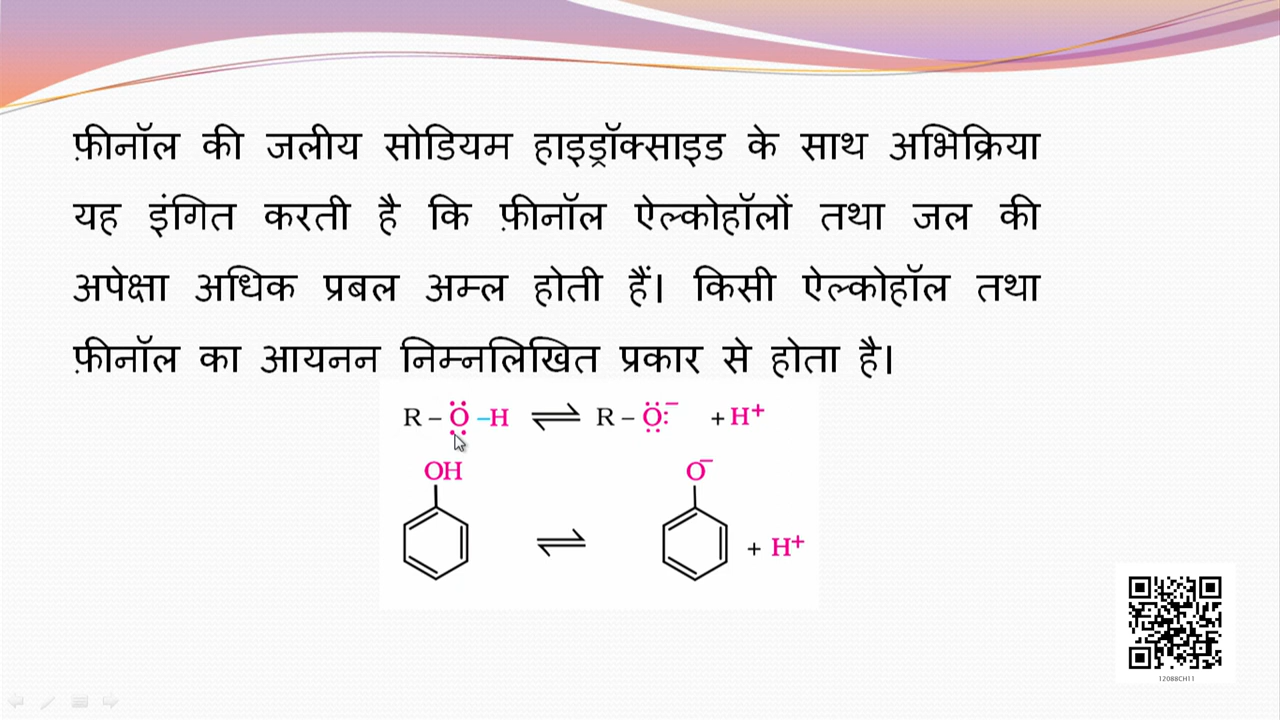 फ़ीनॉल की जलीय सोडियम हाइड्रॉक्साइड के साथ अभिक्रिया
यह इंगित करती है कि फ़ीनॉल ऐल्कोहॉलों तथा जल की
अपेक्षा अधिक प्रबल अम्ल होती हैं। किसी ऐल्कोहॉल तथा
फ़ीनॉल का आयनन निम्नलिखित प्रकार से होता है।
R – Ö – H ⇌ R – Ö:⁻ + H⁺
OH O⁻
⇌ + H⁺
12088CH11